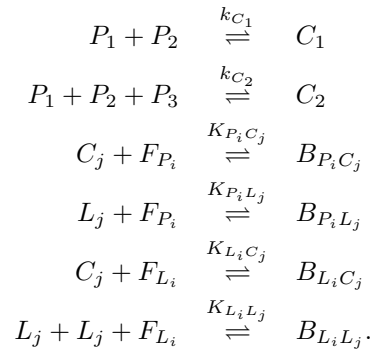 P_1 + P_2 \overset{k_{C_1}}{\rightleftharpoons} C_1
P_1 + P_2 + P_3 \overset{k_{C_2}}{\rightleftharpoons} C_2
C_j + F_{P_i} \overset{K_{P_iC_j}}{\rightleftharpoons} B_{P_iC_j}
L_j + F_{P_i} \overset{K_{P_iL_j}}{\rightleftharpoons} B_{P_iL_j}
C_j + F_{L_i} \overset{K_{L_iC_j}}{\rightleftharpoons} B_{L_iC_j}
L_j + L_j + F_{L_i} \overset{K_{L_iL_j}}{\rightleftharpoons} B_{L_iL_j}.